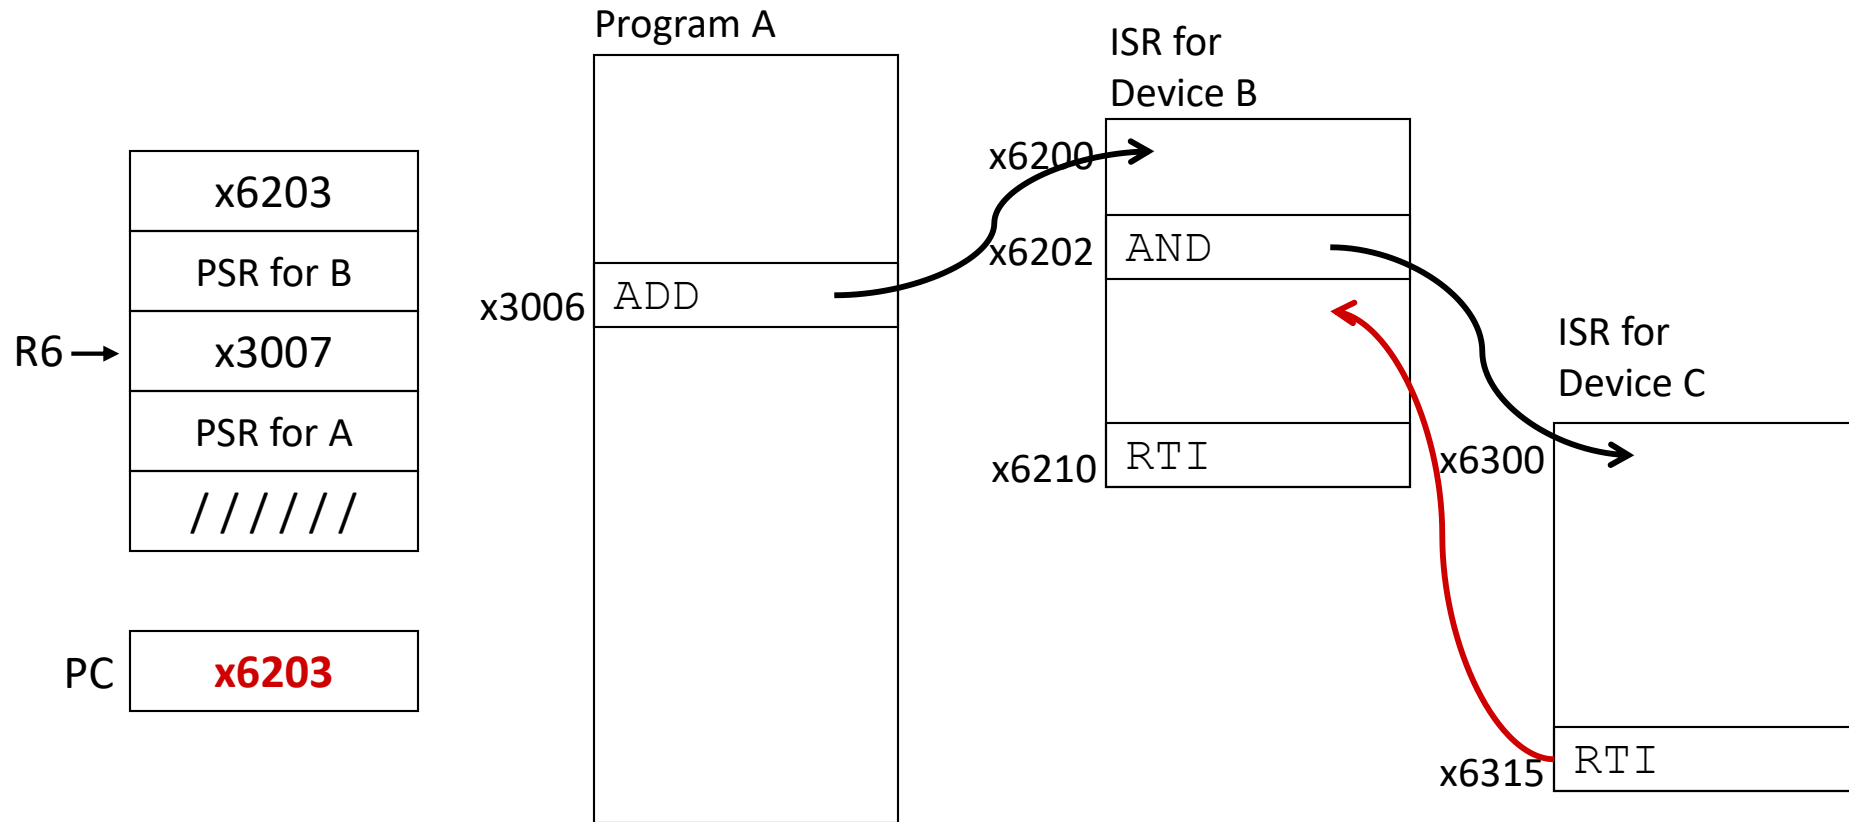 Program A
ISR for
Device B
x6200
x6203
PSR for B
x6202
AND
x3006
ADD
R6
x3007
ISR for
Device C
PSR for A
x6210
RTI
x6300
//////
PC
x6203
x6315
RTI